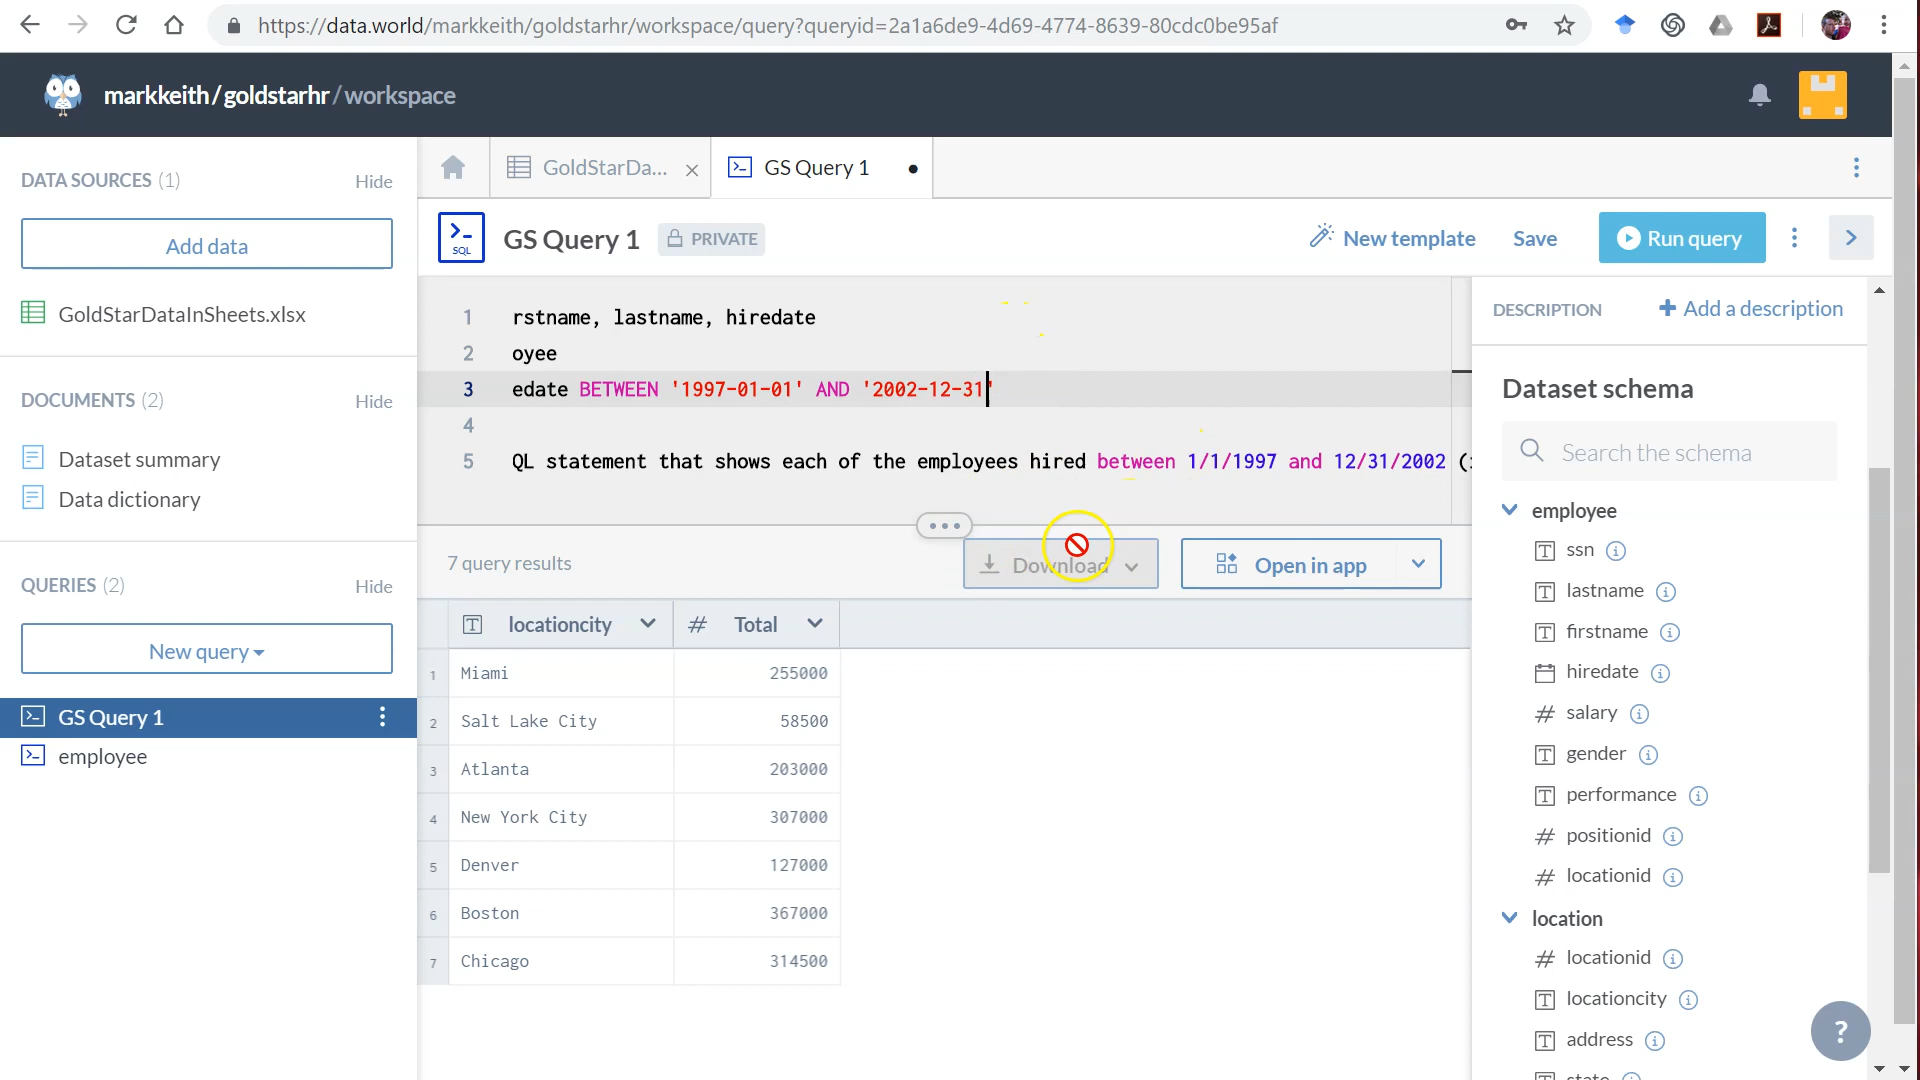 https://data.world/markkeith/goldstarhr/workspace/query?queryid=2a1a6de9-4d69-4774-8639-80cdc0be95af
markkeith/goldstarhr/workspace
DATA SOURCES (1)
Hide
Add data
GoldStarDataInSheets.xlsx
DOCUMENTS (2)
Hide
Dataset summary
Data dictionary
QUERIES (2)
Hide
New query
GS Query 1
employee
GoldStarDa...
GS Query 1
SQL
GS Query 1
PRIVATE
New template
Save
Run query
1 rstname, lastname, hiredate
2 oyee
3 edate BETWEEN '1997-01-01' AND '2002-12-31'
4
5 QL statement that shows each of the employees hired between 1/1/1997 and 12/31/2002 (
7 query results
Download
Open in app
locationcity # Total
1 Miami 255000
2 Salt Lake City 58500
3 Atlanta 203000
4 New York City 307000
5 Denver 127000
6 Boston 367000
7 Chicago 314500
DESCRIPTION
+ Add a description
Dataset schema
Search the schema
employee
T ssn
T lastname
T firstname
hiredate
# salary
T gender
T performance
# positionid
# locationid
location
# locationid
T locationcity
T address
?